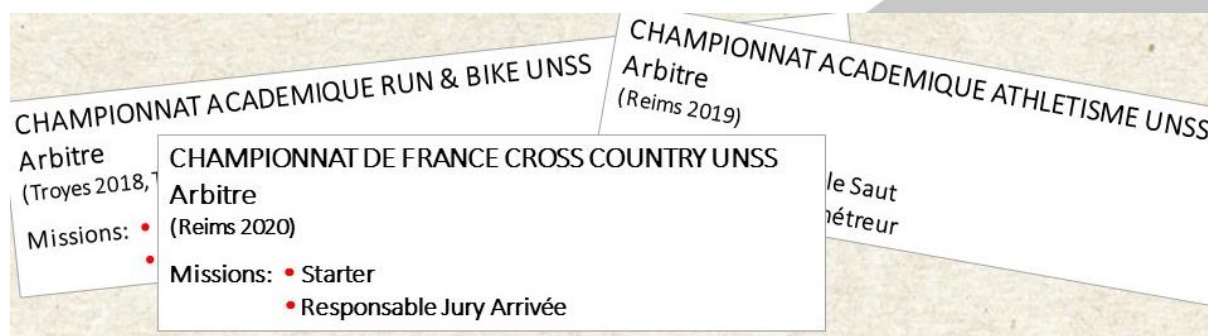 CHAMPIONNAT ACADEMIQUE RUN & BIKE UNSS
Arbitre
(Troyes 2018,
Missions: •
•
CHAMPIONNAT DE FRANCE CROSS COUNTRY UNSS
Arbitre
(Reims 2020)
Missions: • Starter
• Responsable Jury Arrivée
CHAMPIONNAT ACADEMIQUE ATHLETISME UNSS
Arbitre
(Reims 2019)
le Saut